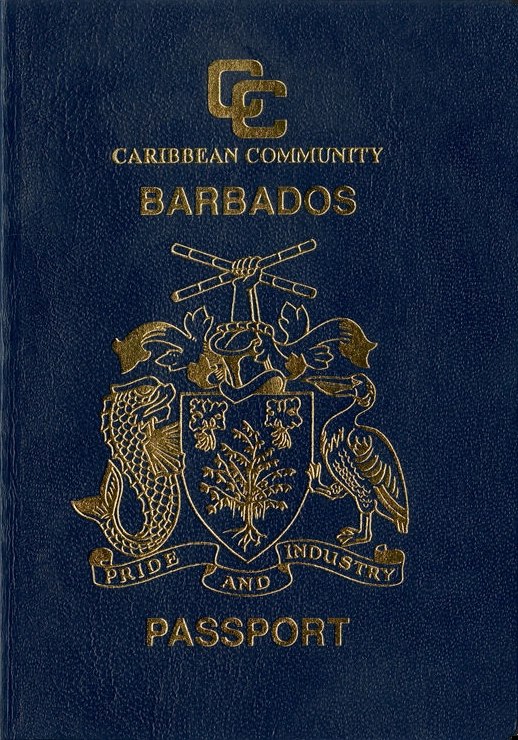 CC
CARIBBEAN COMMUNITY
BARBADOS
PRIDE AND INDUSTRY
PASSPORT